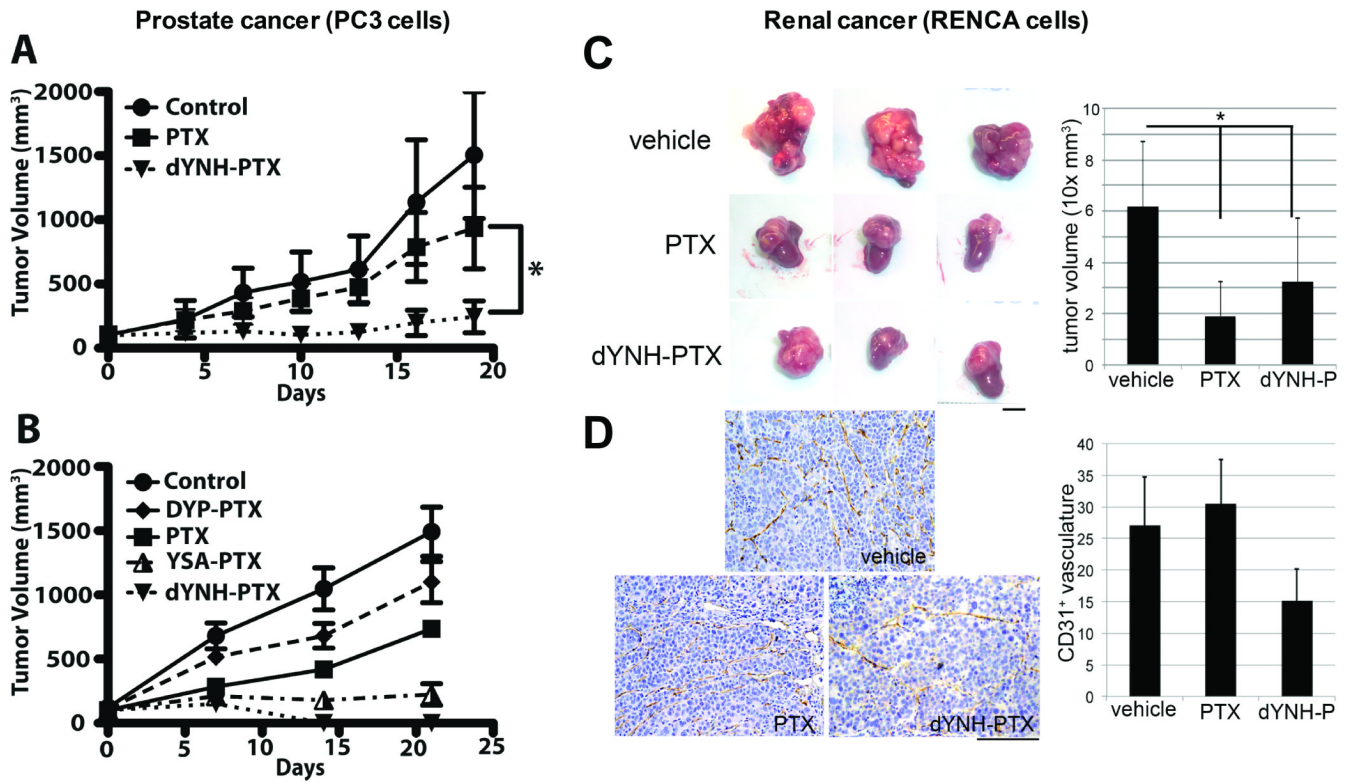 Prostate cancer (PC3 cells)
Renal cancer (RENCA cells)
A
Tumor Volume (mm³)
2000
1500
1000
500
0
Control
PTX
dYNH-PTX
*
0 5 10 15 20
Days
B
Tumor Volume (mm³)
2000
1500
1000
500
0
Control
DYP-PTX
PTX
YSA-PTX
dYNH-PTX
0 5 10 15 20 25
Days
C
vehicle
PTX
dYNH-PTX
tumor volume (10x mm³)
10
8
6
4
2
0
*
vehicle PTX dYNH-P
D
vehicle
PTX
dYNH-PTX
CD31⁺ vasculature
40
35
30
25
20
15
10
5
0
vehicle PTX dYNH-P